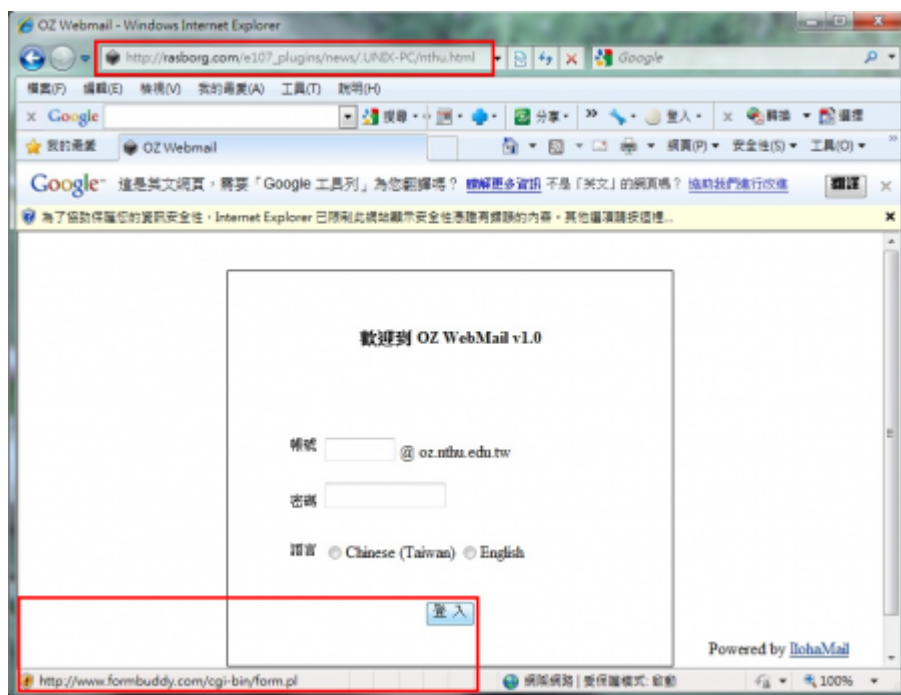 OZ Webmail - Windows Internet Explorer
http://rasborg.com/e107_plugins/news/.UNIX-PC/nthu.html
Google
檔案(F) 編輯(E) 檢視(V) 我的最愛(A) 工具(T) 說明(H)
x Google 搜尋 分享 » 登入 x 轉換 選擇
我的最愛 OZ Webmail 網頁(P) 安全性(S) 工具(O) »
Google 這是英文網頁，需要「Google 工具列」為您翻譯嗎？ 瞭解更多資訊 不是「英文」的網頁嗎？ 協助我們進行改進 翻譯
為了協助保護您的資訊安全性，Internet Explorer 已限制此網站顯示安全性憑證有錯誤的內容。其他選項請按這裡...
歡迎到 OZ WebMail v1.0
帳號 @ oz.nthu.edu.tw
密碼
語言 Chinese (Taiwan) English
登 入
Powered by IlohaMail
http://www.formbuddy.com/cgi-bin/form.pl
網際網路 | 受保護模式: 啟動
100%